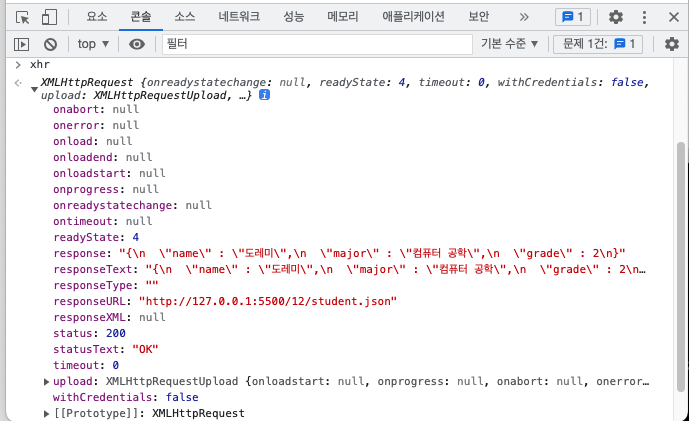 요소 콘솔 소스 네트워크 성능 메모리 애플리케이션 보안 » 1
top ▼ 필터 기본 수준 ▼ 문제 1건: 1
> xhr
XMLHttpRequest {onreadystatechange: null, readyState: 4, timeout: 0, withCredentials: false,
upload: XMLHttpRequestUpload, …} i
onabort: null
onerror: null
onload: null
onloadend: null
onloadstart: null
onprogress: null
onreadystatechange: null
ontimeout: null
readyState: 4
response: "{\n  \"name\" : \"도레미\",\n  \"major\" : \"컴퓨터 공학\",\n  \"grade\" : 2\n}"
responseText: "{\n  \"name\" : \"도레미\",\n  \"major\" : \"컴퓨터 공학\",\n  \"grade\" : 2\n…
responseType: ""
responseURL: "http://127.0.0.1:5500/12/student.json"
responseXML: null
status: 200
statusText: "OK"
timeout: 0
▶ upload: XMLHttpRequestUpload {onloadstart: null, onprogress: null, onabort: null, onerror…
withCredentials: false
▶ [[Prototype]]: XMLHttpRequest